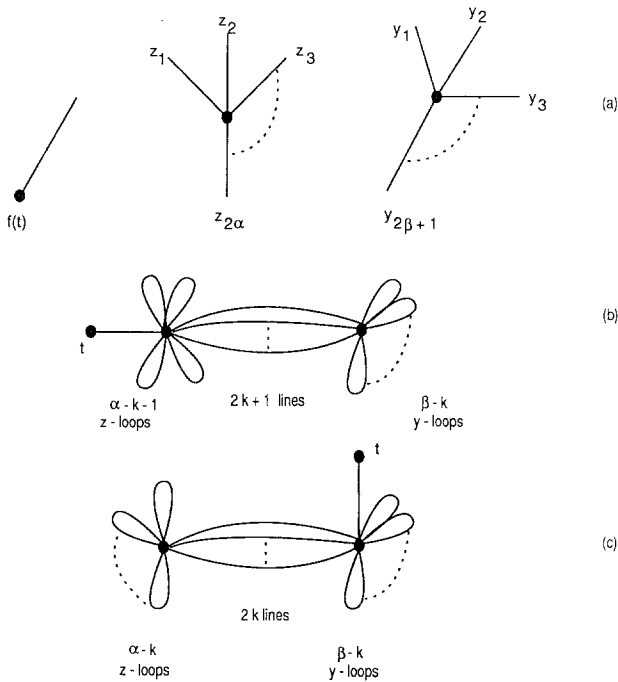 z₂
y₂
z₁
z₃
y₁
y₃
(a)
f(t)
z₂α
y₂β + 1
(b)
t
α - k - 1
z - loops
2 k + 1 lines
β - k
y - loops
t
(c)
2 k lines
α - k
z - loops
β - k
y - loops